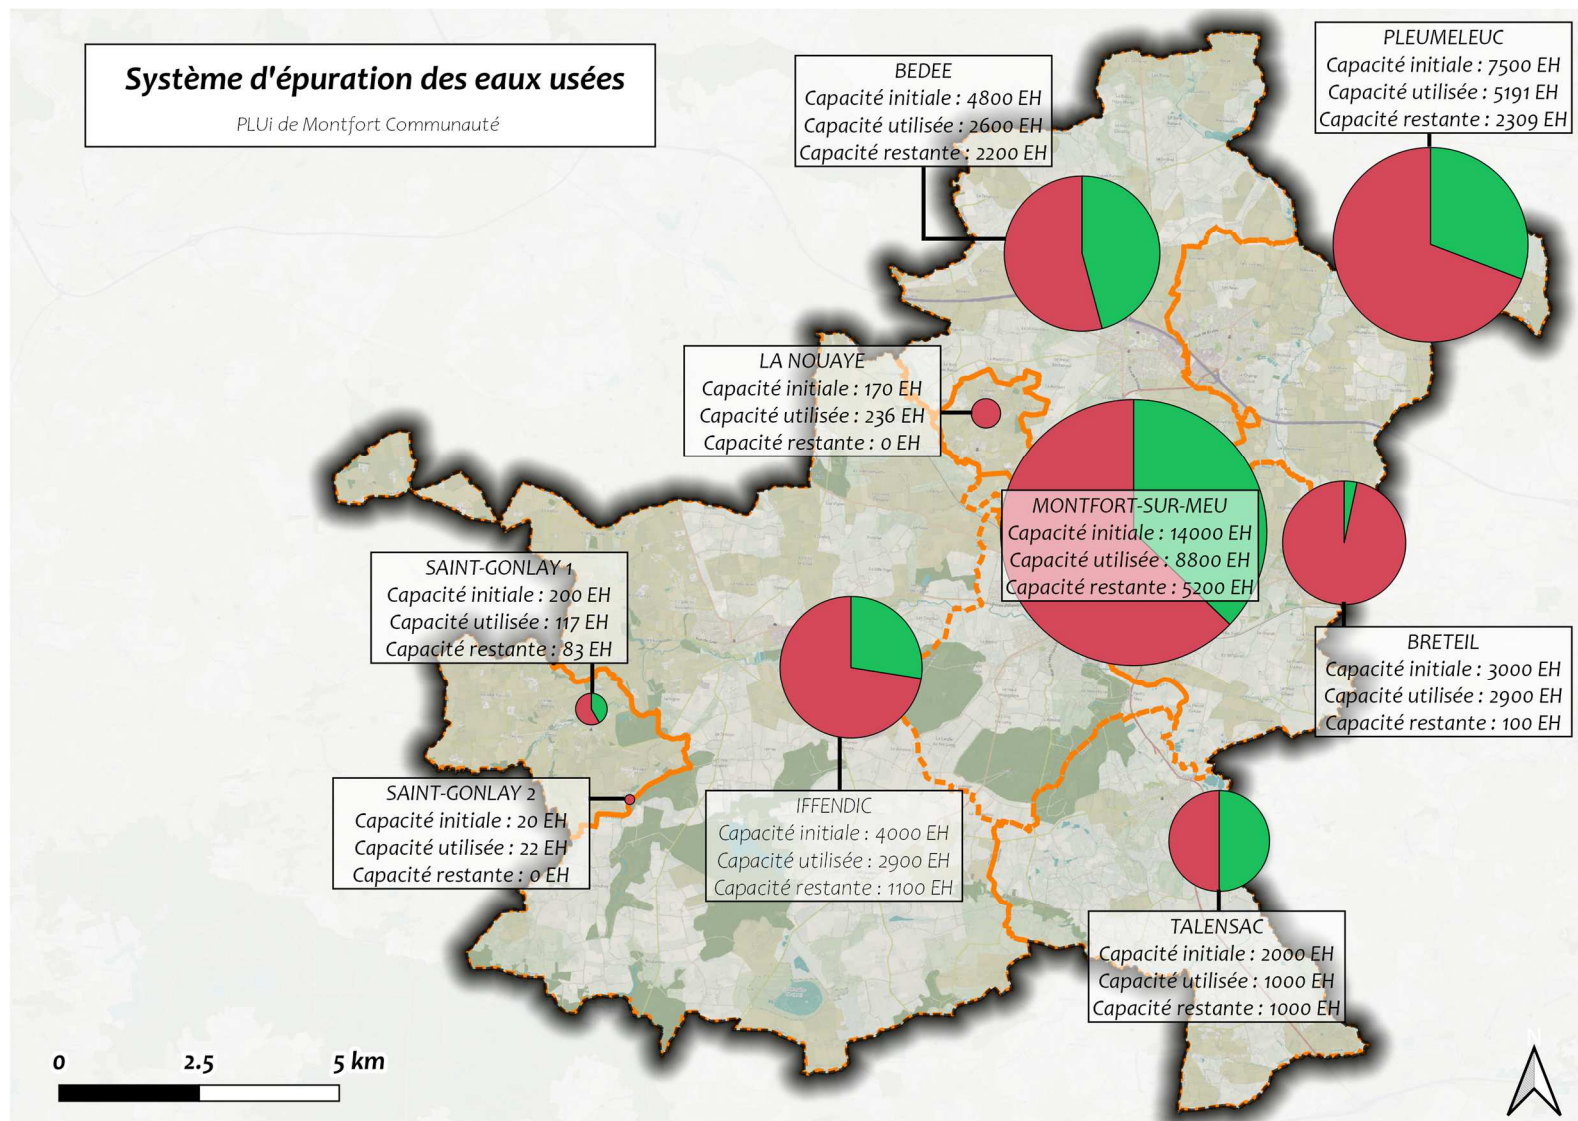 Système d'épuration des eaux usées
PLUi de Montfort Communauté
BEDEE
Capacité initiale : 4800 EH
Capacité utilisée : 2600 EH
Capacité restante : 2200 EH
PLEUMELEUC
Capacité initiale : 7500 EH
Capacité utilisée : 5191 EH
Capacité restante : 2309 EH
LA NOUAYE
Capacité initiale : 170 EH
Capacité utilisée : 236 EH
Capacité restante : 0 EH
MONTFORT-SUR-MEU
Capacité initiale : 14000 EH
Capacité utilisée : 8800 EH
Capacité restante : 5200 EH
SAINT-GONLAY 1
Capacité initiale : 200 EH
Capacité utilisée : 117 EH
Capacité restante : 83 EH
BRETEIL
Capacité initiale : 3000 EH
Capacité utilisée : 2900 EH
Capacité restante : 100 EH
SAINT-GONLAY 2
Capacité initiale : 20 EH
Capacité utilisée : 22 EH
Capacité restante : 0 EH
IFFENDIC
Capacité initiale : 4000 EH
Capacité utilisée : 2900 EH
Capacité restante : 1100 EH
TALENSAC
Capacité initiale : 2000 EH
Capacité utilisée : 1000 EH
Capacité restante : 1000 EH
0 2.5 5 km
N